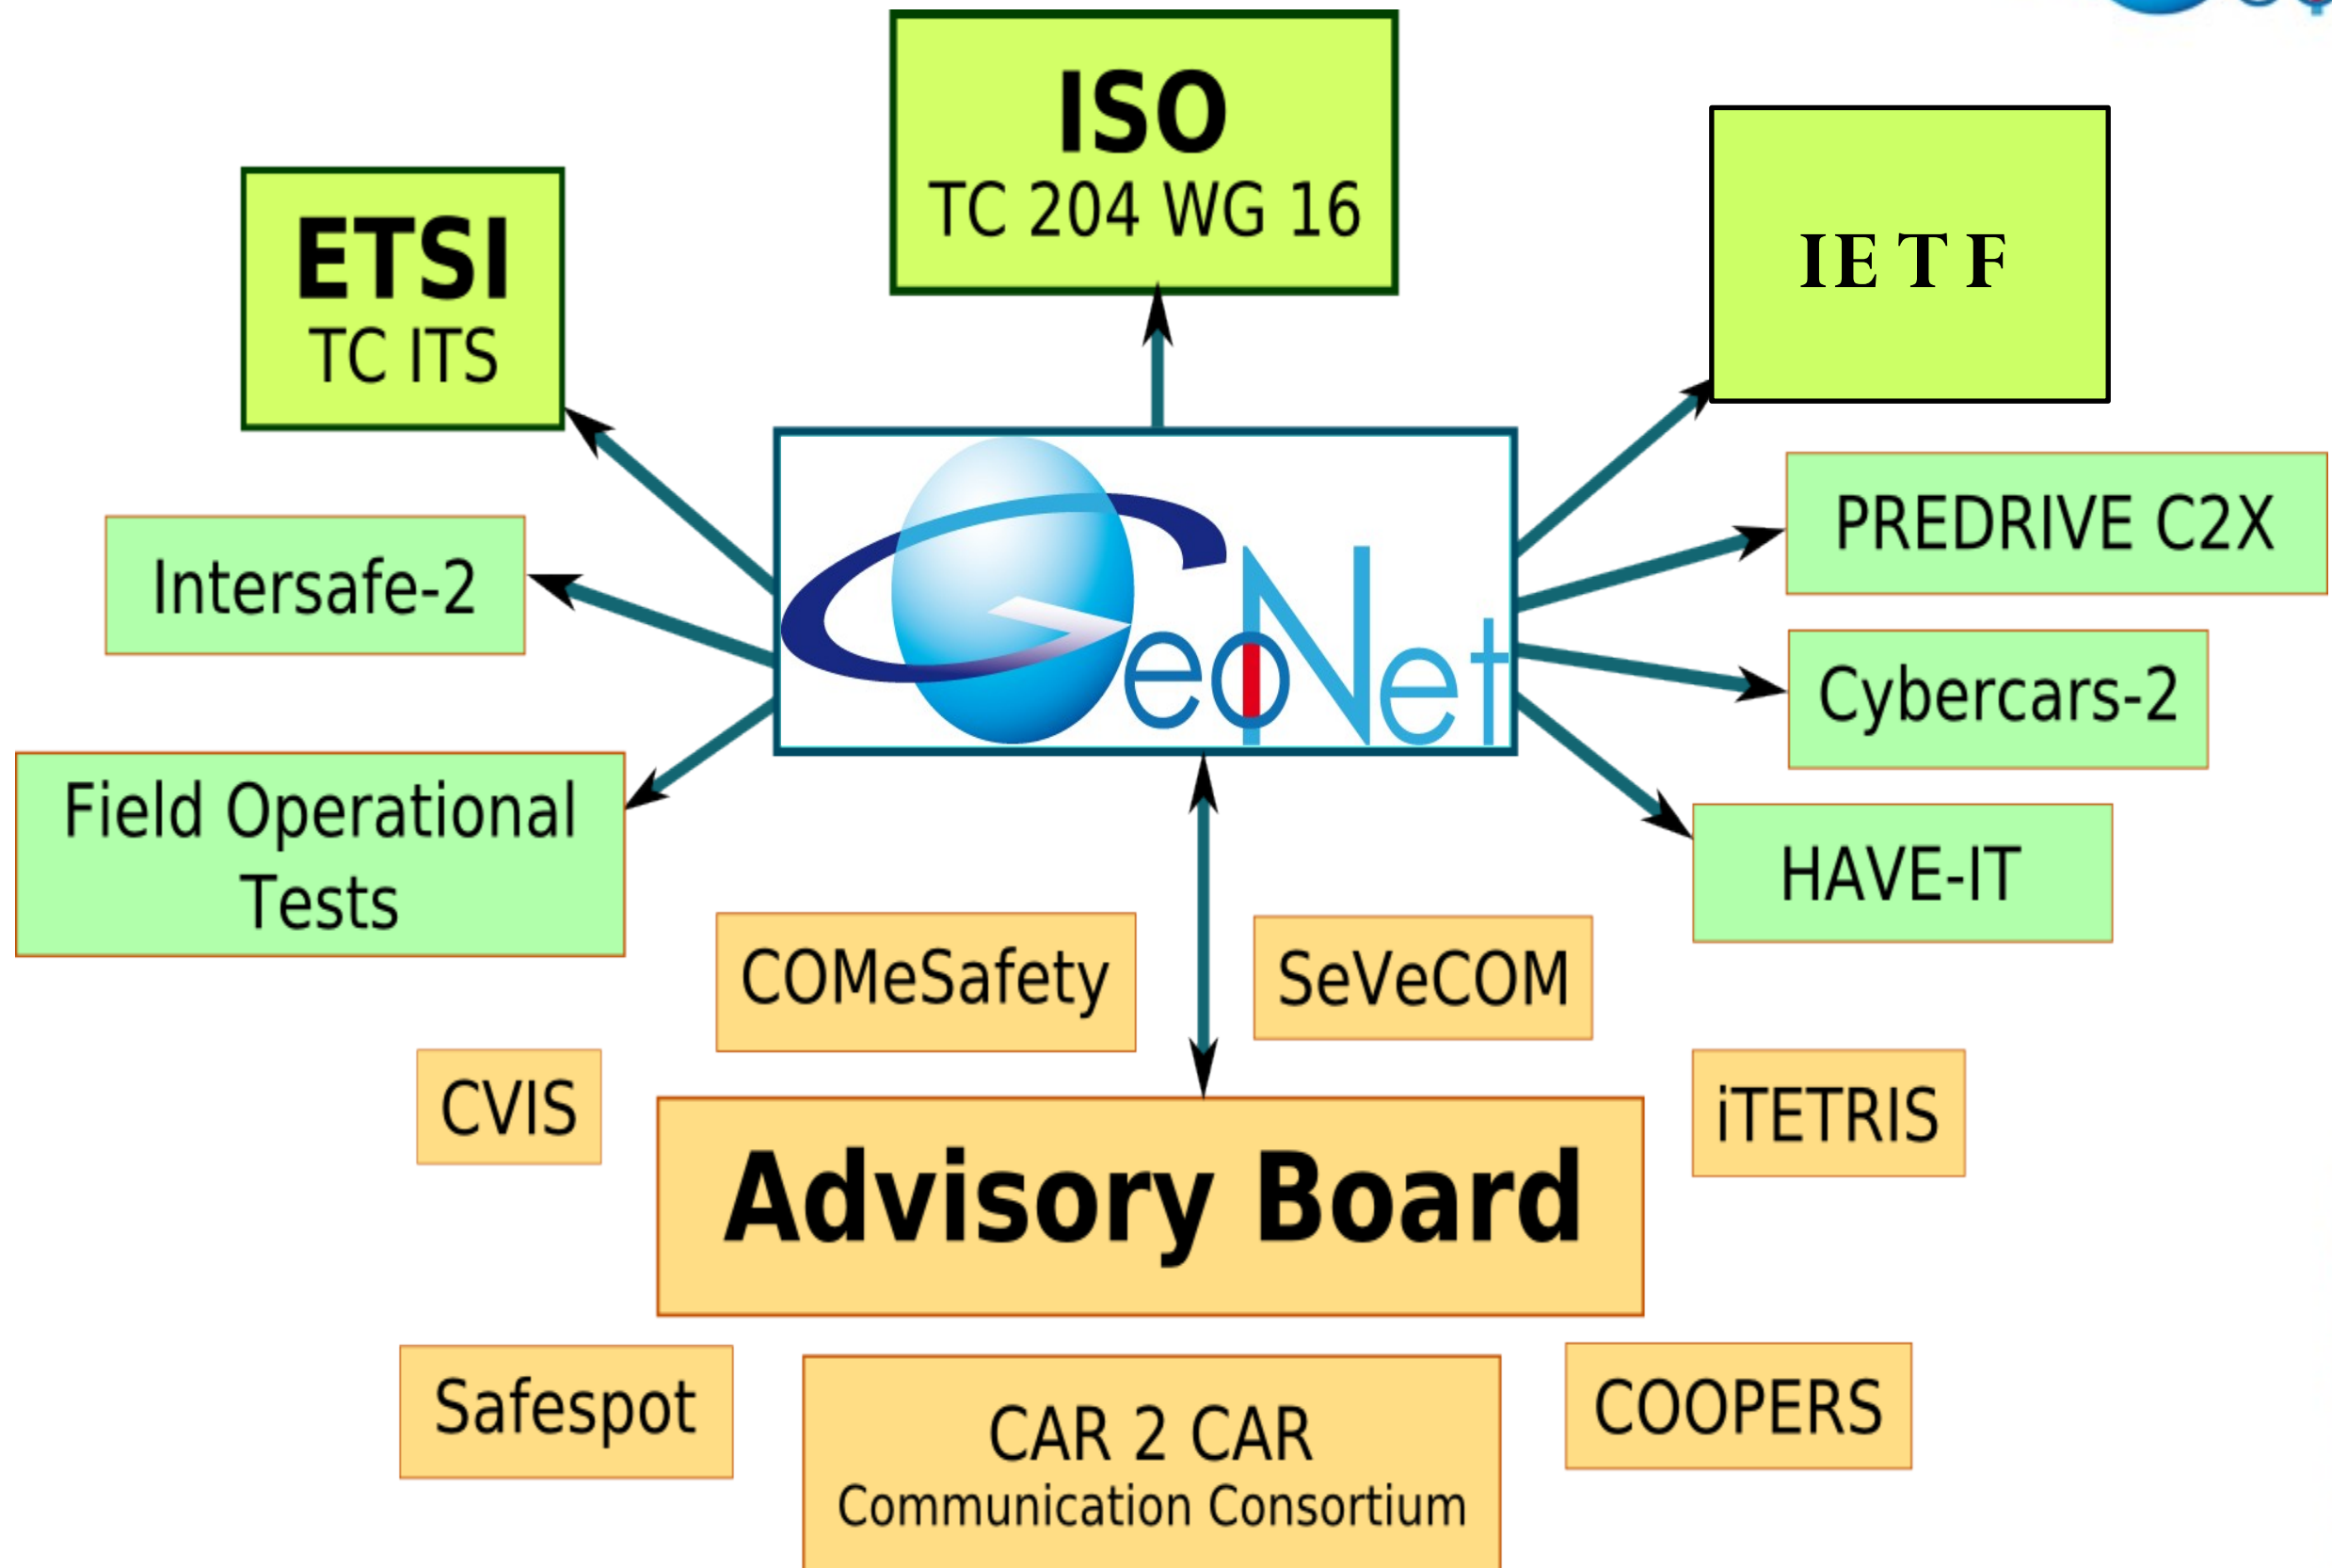 ISO
TC 204 WG 16
ETSI
TC ITS
IETF
PREDRIVE C2X
Intersafe-2
GeoNet
Cybercars-2
Field Operational
Tests
HAVE-IT
COMeSafety
SeVeCOM
CVIS
iTETRIS
Advisory Board
Safespot
COOPERS
CAR 2 CAR
Communication Consortium